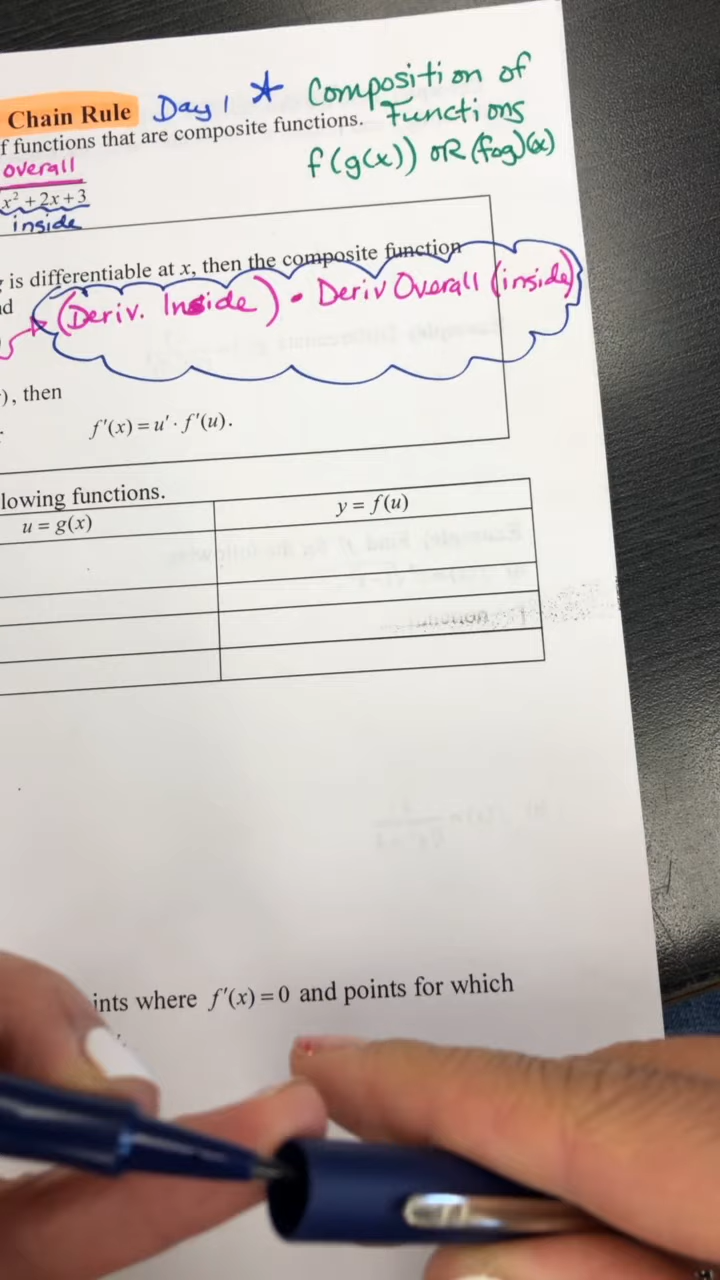 Chain Rule Day 1 * Composition of
f functions that are composite functions. Functions
overall f(g(x)) OR (fog)(x)
x² + 2x + 3
inside
is differentiable at x, then the composite function
(Deriv. Inside) • Deriv Overall (inside)
), then
f'(x) = u' · f'(u).
lowing functions.
u = g(x) y = f(u)
ints where f'(x) = 0 and points for which